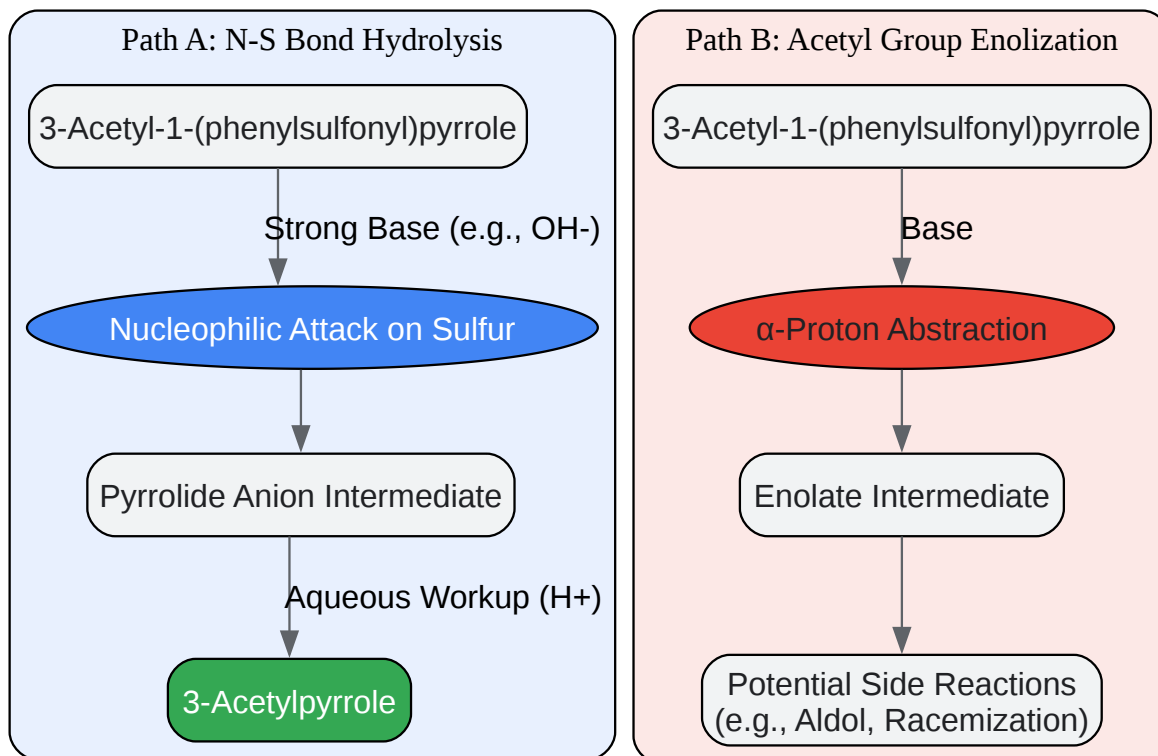 Path A: N-S Bond Hydrolysis
3-Acetyl-1-(phenylsulfonyl)pyrrole
Strong Base (e.g., OH-)
Nucleophilic Attack on Sulfur
Pyrrolide Anion Intermediate
Aqueous Workup (H+)
3-Acetylpyrrole
Path B: Acetyl Group Enolization
3-Acetyl-1-(phenylsulfonyl)pyrrole
Base
α-Proton Abstraction
Enolate Intermediate
Potential Side Reactions
(e.g., Aldol, Racemization)